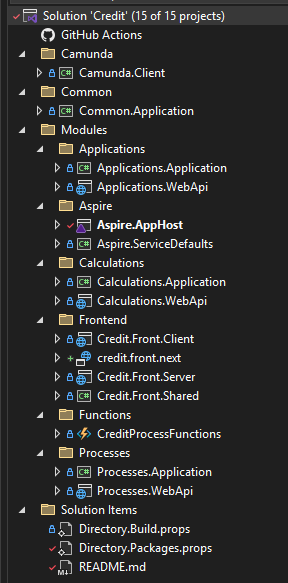 Solution 'Credit' (15 of 15 projects)
GitHub Actions
Camunda
C# Camunda.Client
Common
C# Common.Application
Modules
Applications
C# Applications.Application
Applications.WebApi
Aspire
Aspire.AppHost
C# Aspire.ServiceDefaults
Calculations
C# Calculations.Application
Calculations.WebApi
Frontend
Credit.Front.Client
credit.front.next
Credit.Front.Server
C# Credit.Front.Shared
Functions
CreditProcessFunctions
Processes
C# Processes.Application
Processes.WebApi
Solution Items
Directory.Build.props
Directory.Packages.props
README.md